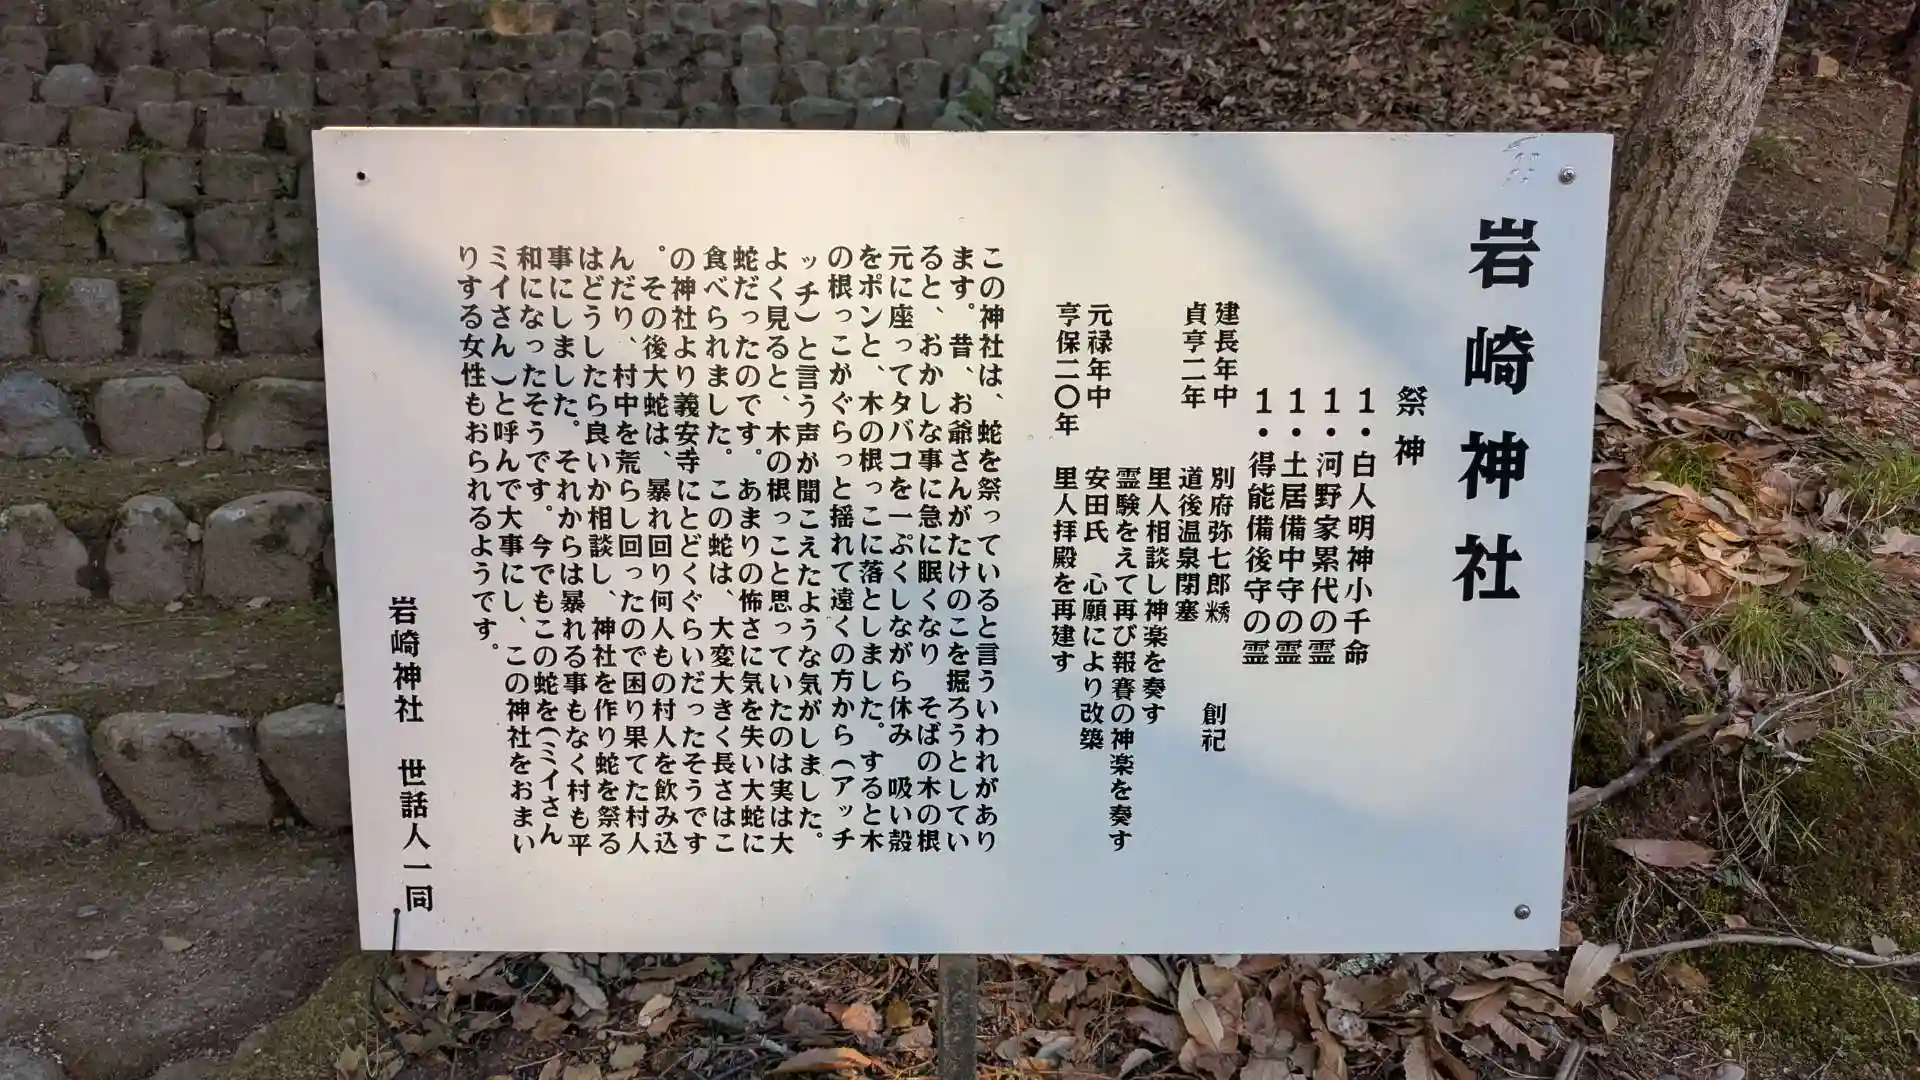 岩崎神社
祭神
1・白人明神小千命
1・河野家累代の霊
1・土居備中守の霊
1・得能備後守の霊
建長年中　別府弥七郎　創祀
貞亨二年　道後温泉閉塞
里人相談し神楽を奏す
霊験をえて再び報賽の神楽を奏す
元禄年中　安田氏　心願により改築
亨保二〇年　里人拝殿を再建す
この神社は、蛇を祭っていると言ういわれがあり
ます。昔、お爺さんがたけのこを掘ろうとしてい
ると、おかしな事に急に眠くなり　そばの木の根
元に座ってタバコを一ぷくしながら休み　吸い殻
をポンと、木の根っこに落としました。すると木
の根っこがぐらっと揺れて遠くの方から(アッチ
ッチ)と言う声が聞こえたような気がしました。
よく見ると、木の根っこと思っていたのは実は大
蛇だったのです。あまりの怖さに気を失い大蛇に
食べられました。この蛇は、大変大きく長さはこ
の神社より義安寺にとどくぐらいだったそうです
。その後大蛇は、暴れ回り何人もの村人を飲み込
んだり、村中を荒らし回ったので困り果てた村人
はどうしたら良いか相談し、神社を作り蛇を祭る
事にしました。それからは暴れる事もなく村も平
和になったそうです。今でもこの蛇を(ミイさん
ミイさん)と呼んで大事にし、この神社をおまい
りする女性もおられるようです。
岩崎神社　世話人一同